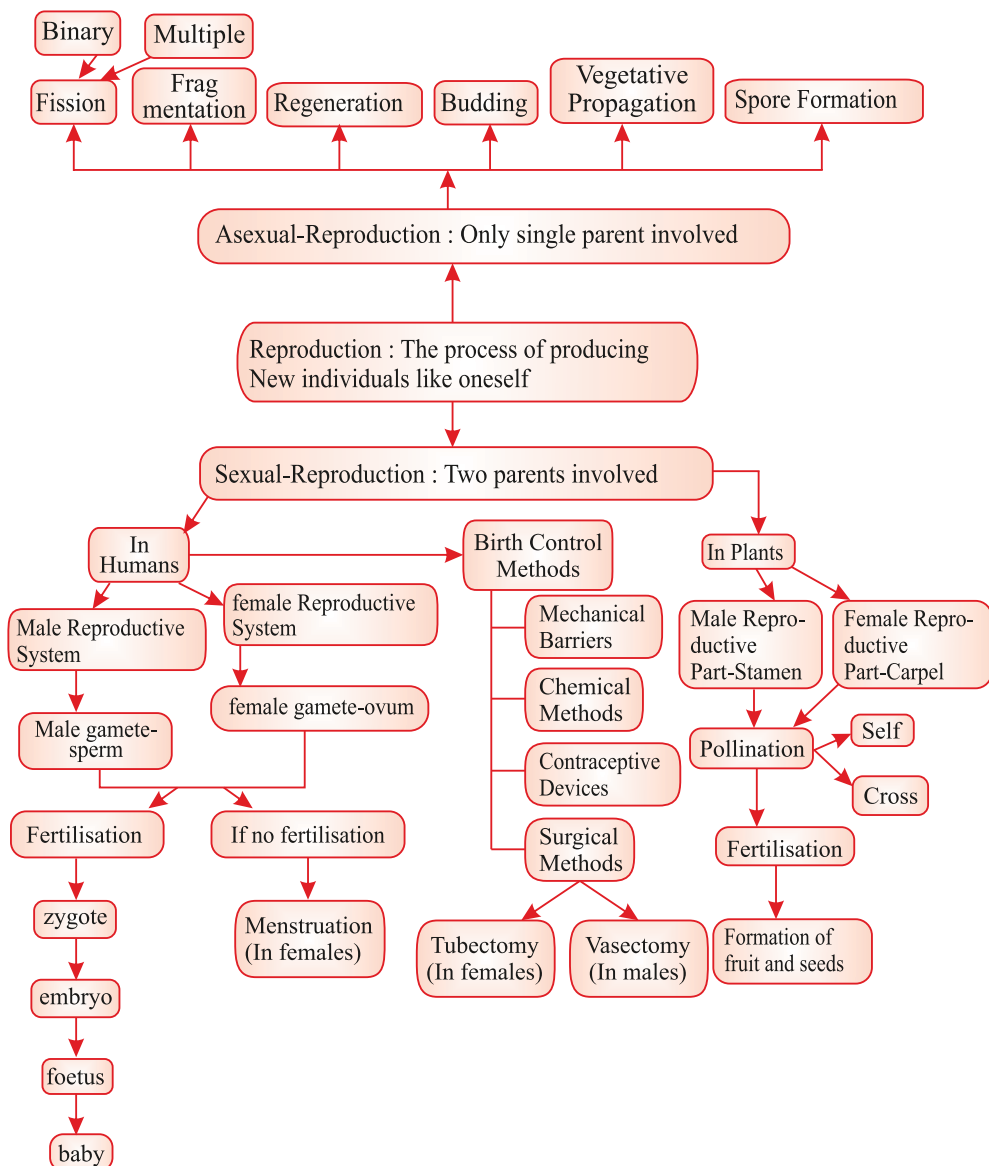 Binary
Multiple
Fission
Frag
mentation
Regeneration
Budding
Vegetative
Propagation
Spore Formation
Asexual-Reproduction : Only single parent involved
Reproduction : The process of producing
New individuals like oneself
Sexual-Reproduction : Two parents involved
In
Humans
Birth Control
Methods
In Plants
Male Reproductive
System
female Reproductive
System
Mechanical
Barriers
Male Repro-
ductive
Part-Stamen
Female Repro-
ductive
Part-Carpel
Male gamete-
sperm
female gamete-ovum
Chemical
Methods
Pollination
Self
Cross
Contraceptive
Devices
Fertilisation
If no fertilisation
Surgical
Methods
Fertilisation
zygote
Menstruation
(In females)
Tubectomy
(In females)
Vasectomy
(In males)
Formation of
fruit and seeds
embryo
foetus
baby